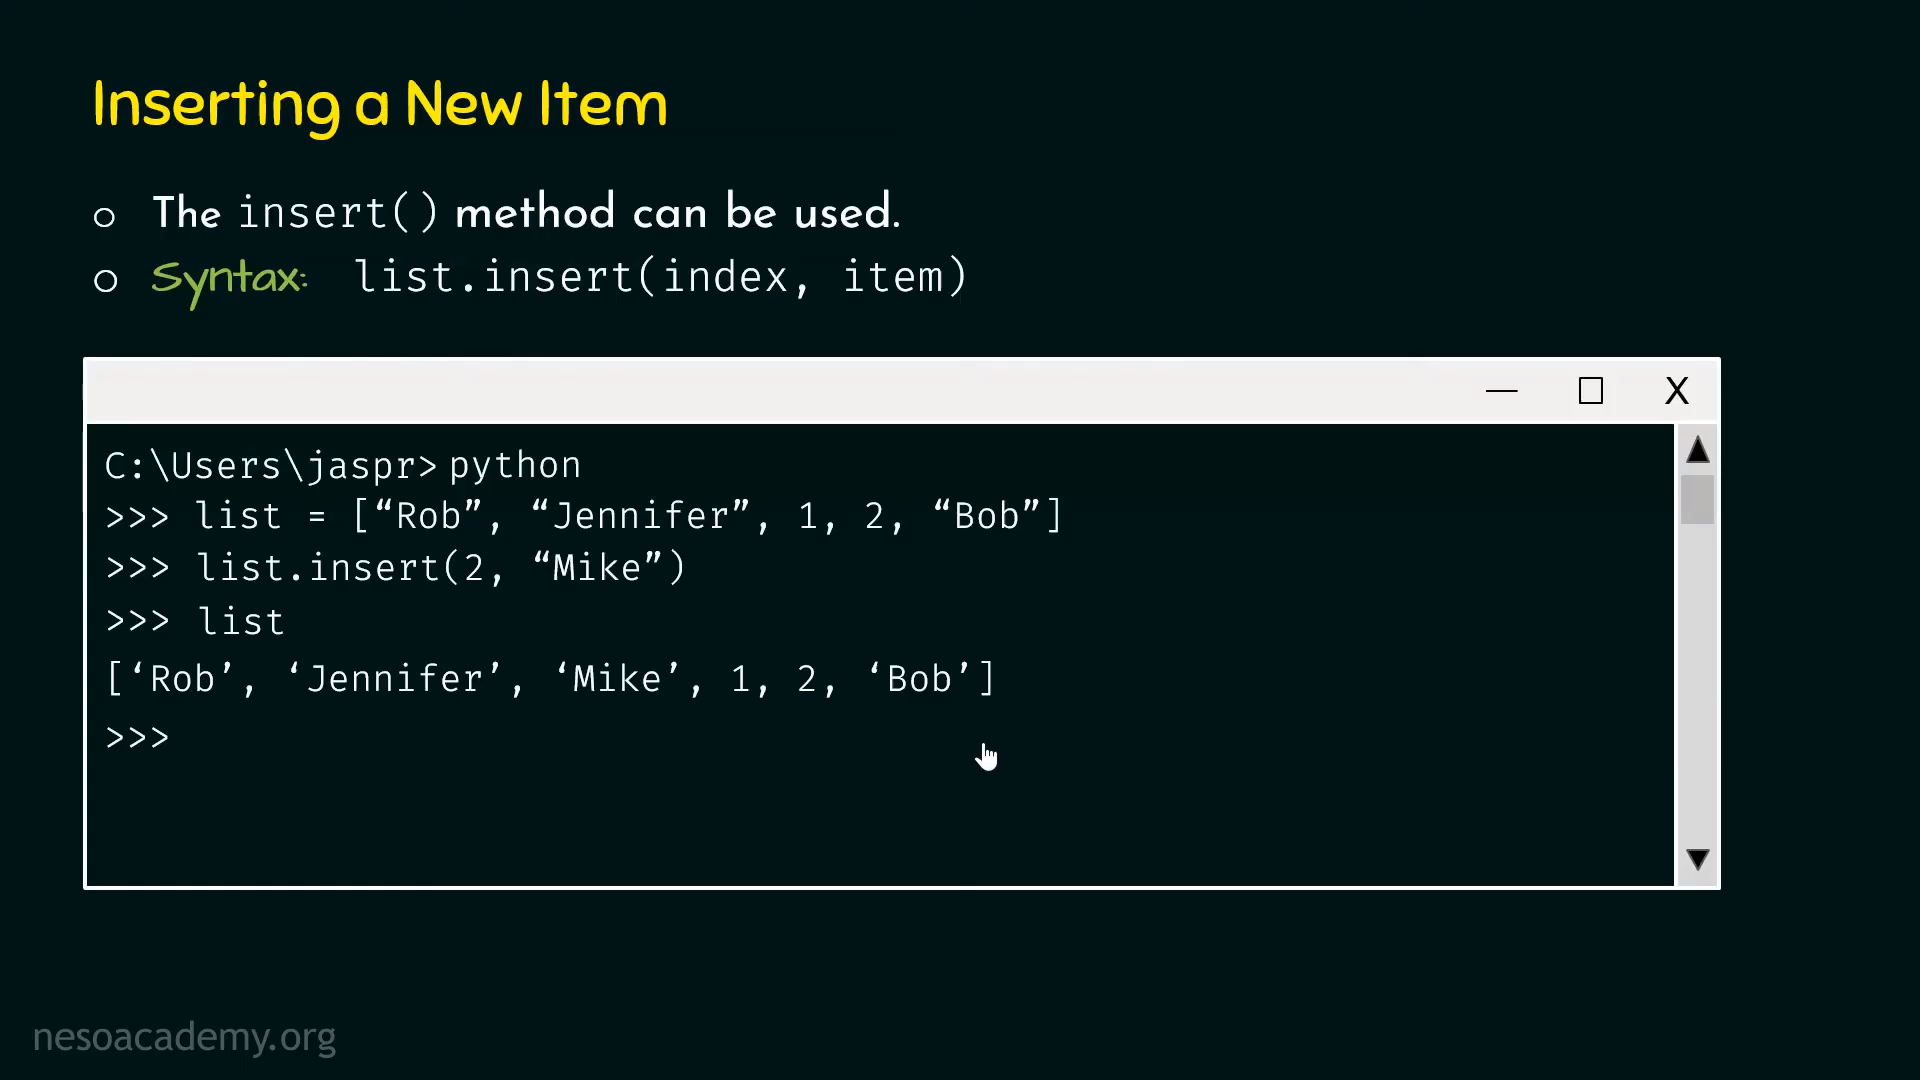 Inserting a New Item
The insert() method can be used.
Syntax: list.insert(index, item)
X
C:\Users\jaspr> python
>>> list = [“Rob”, “Jennifer”, 1, 2, “Bob”]
>>> list.insert(2, “Mike”)
>>> list
[‘Rob’, ‘Jennifer’, ‘Mike’, 1, 2, ‘Bob’]
>>>
nesoacademy.org